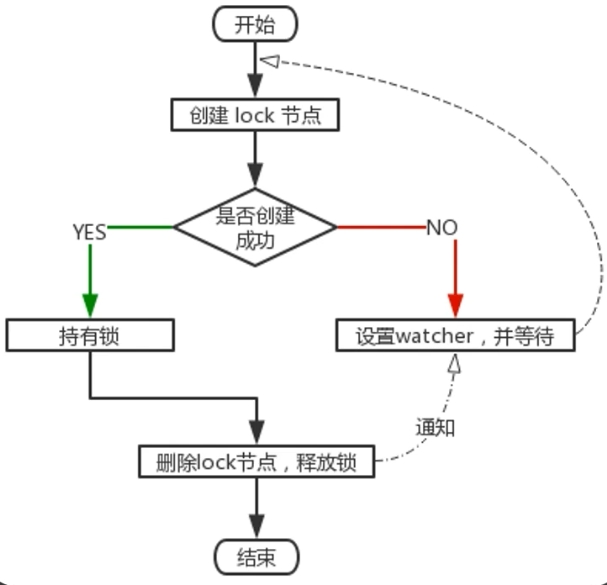 开始
创建 lock 节点
是否创建
成功
YES
NO
持有锁
设置watcher，并等待
通知
删除lock节点，释放锁
结束